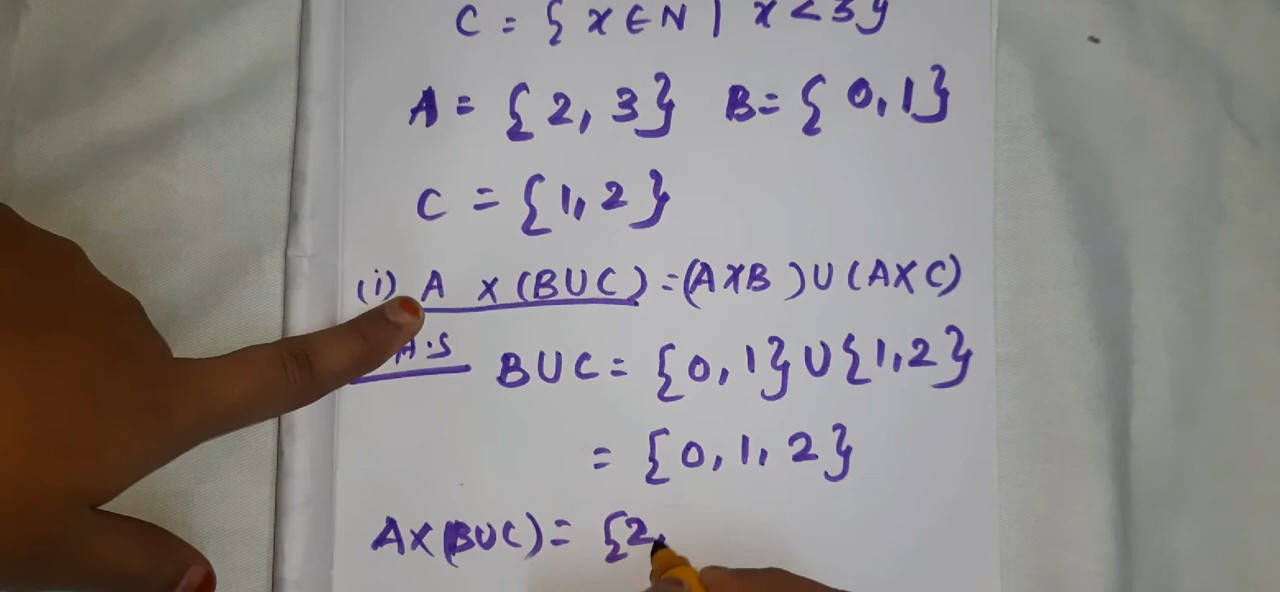 C = { x ∈ N | x < 3 }
A = {2, 3} B = {0, 1}
C = {1, 2}
(i) A x (B U C) = (A x B) U (A x C)
H.S B U C = {0, 1} U {1, 2}
= {0, 1, 2}
A x (B U C) = {2,